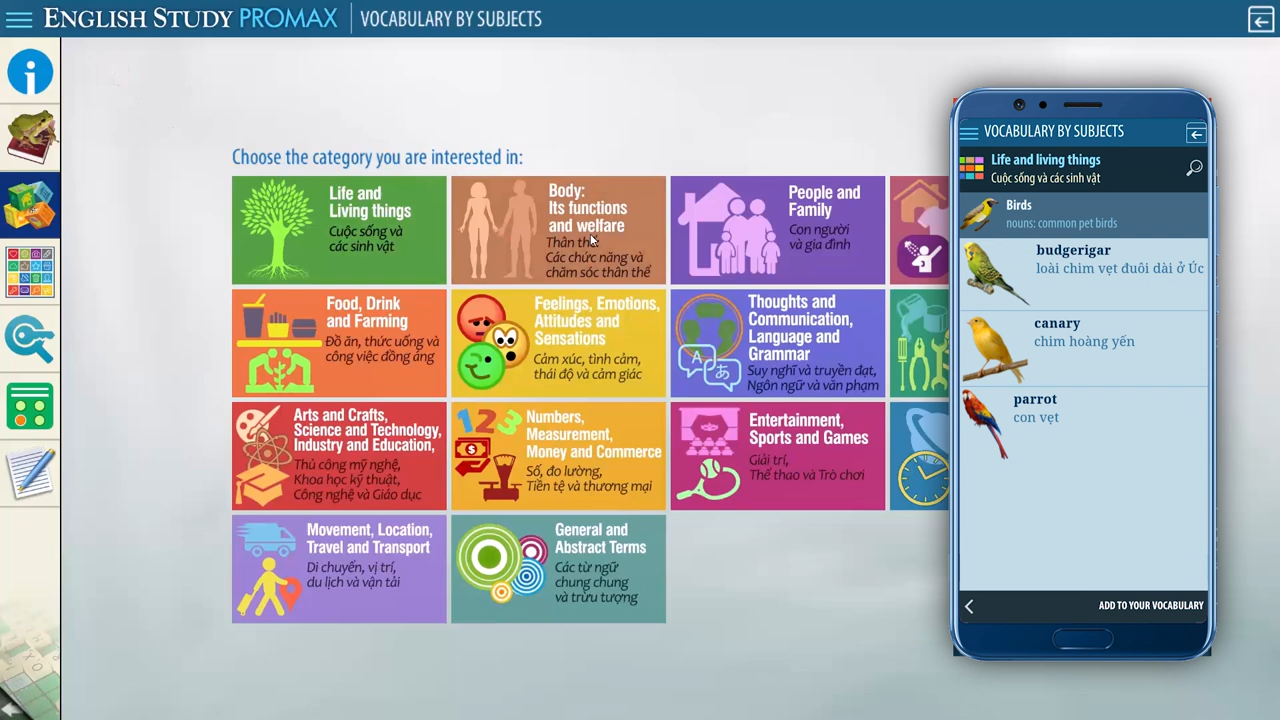 ENGLISH STUDY PROMAX
VOCABULARY BY SUBJECTS
Choose the category you are interested in:
Life and
Living things
Cuộc sống và
các sinh vật
Body:
Its functions
and welfare
Thân thể:
Các chức năng và
chăm sóc thân thể
People and
Family
Con người
và gia đình
Food, Drink
and Farming
Đồ ăn, thức uống và
công việc đồng áng
Feelings, Emotions,
Attitudes and
Sensations
Cảm xúc, tình cảm,
thái độ và cảm giác
Thoughts and
Communication,
Language and
Grammar
Suy nghĩ và truyền đạt,
Ngôn ngữ và văn phạm
A
あ
Arts and Crafts,
Science and Technology,
Industry and Education,
Thủ công mỹ nghệ,
Khoa học kỹ thuật,
Công nghệ và Giáo dục
123
$
Numbers,
Measurement,
Money and Commerce
Số, đo lường,
Tiền tệ và thương mại
Entertainment,
Sports and Games
Giải trí,
Thể thao và Trò chơi
Movement, Location,
Travel and Transport
Di chuyển, vị trí,
du lịch và vận tải
General and
Abstract Terms
Các từ ngữ
chung chung
và trừu tượng
VOCABULARY BY SUBJECTS
Life and living things
Cuộc sống và các sinh vật
Birds
nouns: common pet birds
budgerigar
loài chim vẹt đuôi dài ở Úc
canary
chim hoàng yến
parrot
con vẹt
ADD TO YOUR VOCABULARY